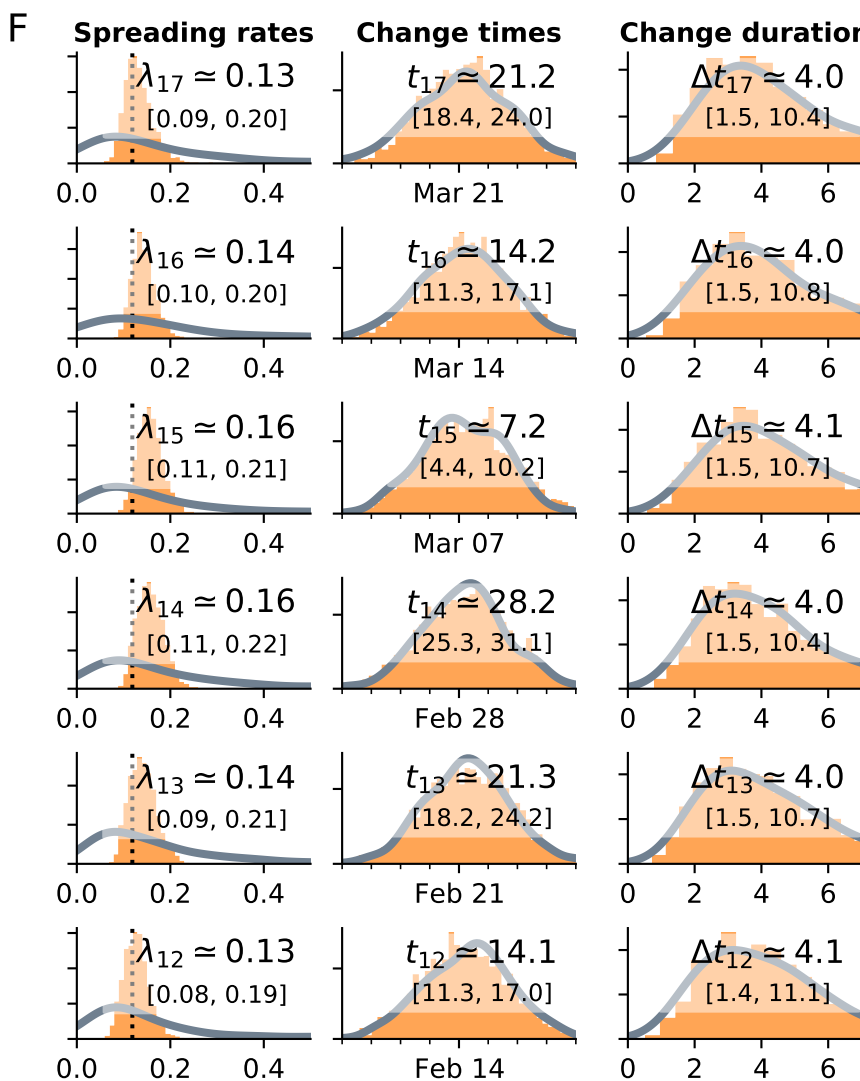 F
Spreading rates Change times Change duration
λ17 ≃ 0.13 t17 ≃ 21.2 Δt17 ≃ 4.0
[0.09, 0.20] [18.4, 24.0] [1.5, 10.4]
0.0 0.2 0.4 Mar 21 0 2 4 6
λ16 ≃ 0.14 t16 ≃ 14.2 Δt16 ≃ 4.0
[0.10, 0.20] [11.3, 17.1] [1.5, 10.8]
0.0 0.2 0.4 Mar 14 0 2 4 6
λ15 ≃ 0.16 t15 ≃ 7.2 Δt15 ≃ 4.1
[0.11, 0.21] [4.4, 10.2] [1.5, 10.7]
0.0 0.2 0.4 Mar 07 0 2 4 6
λ14 ≃ 0.16 t14 ≃ 28.2 Δt14 ≃ 4.0
[0.11, 0.22] [25.3, 31.1] [1.5, 10.4]
0.0 0.2 0.4 Feb 28 0 2 4 6
λ13 ≃ 0.14 t13 ≃ 21.3 Δt13 ≃ 4.0
[0.09, 0.21] [18.2, 24.2] [1.5, 10.7]
0.0 0.2 0.4 Feb 21 0 2 4 6
λ12 ≃ 0.13 t12 ≃ 14.1 Δt12 ≃ 4.1
[0.08, 0.19] [11.3, 17.0] [1.4, 11.1]
0.0 0.2 0.4 Feb 14 0 2 4 6